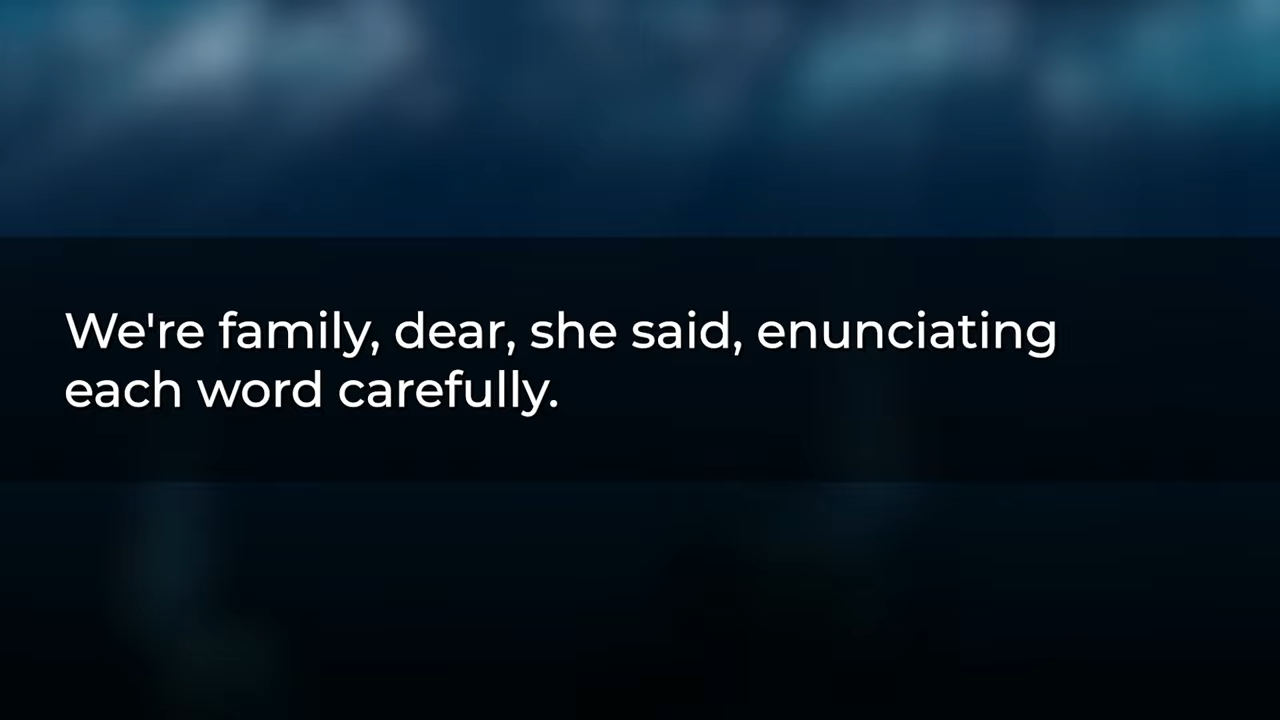 We're family, dear, she said, enunciating
each word carefully.